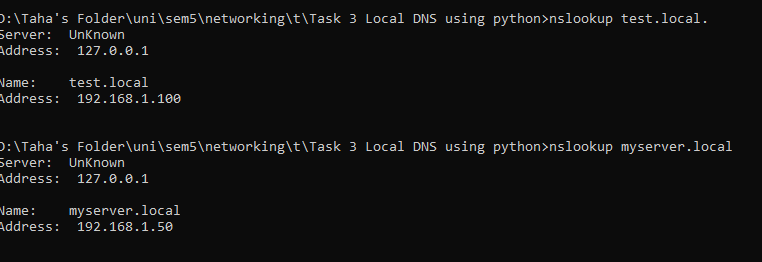 D:\Taha's Folder\uni\sem5\networking\t\Task 3 Local DNS using python>nslookup test.local.
Server:  UnKnown
Address:  127.0.0.1
Name:    test.local
Address:  192.168.1.100
D:\Taha's Folder\uni\sem5\networking\t\Task 3 Local DNS using python>nslookup myserver.local
Server:  UnKnown
Address:  127.0.0.1
Name:    myserver.local
Address:  192.168.1.50